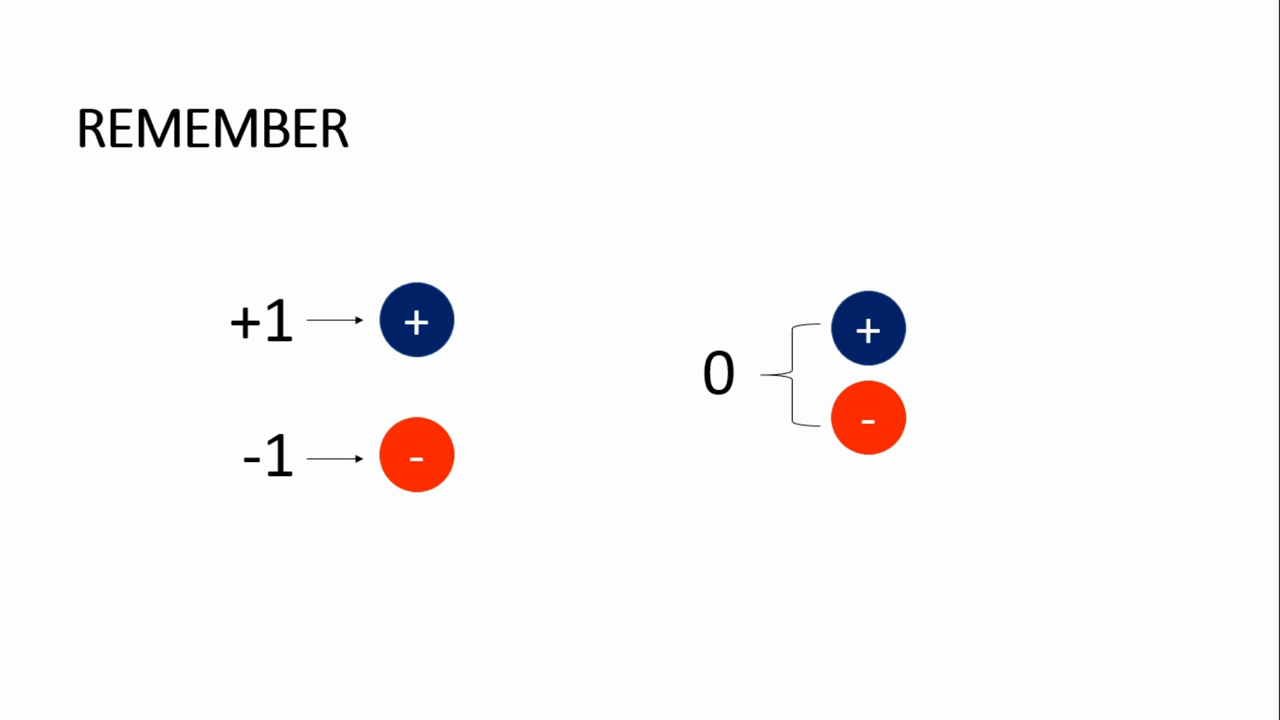 REMEMBER
+1 +
-1 -
0 + -